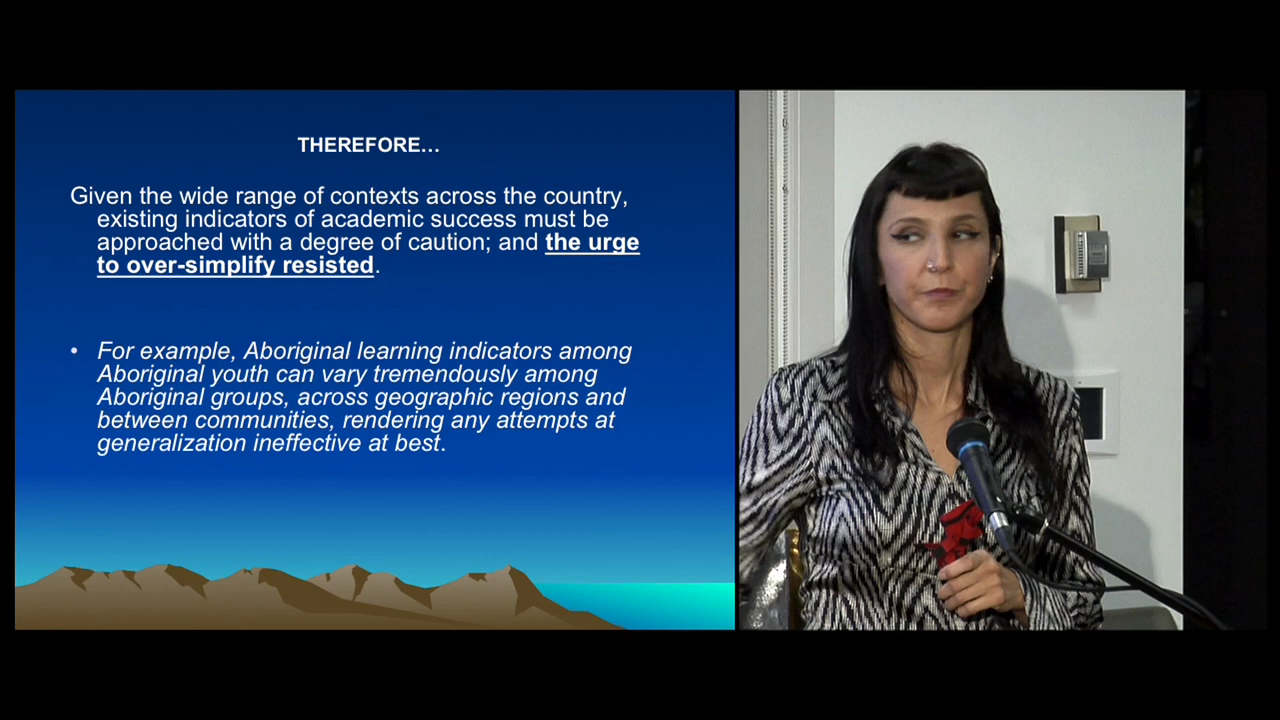 THEREFORE…
Given the wide range of contexts across the country,
existing indicators of academic success must be
approached with a degree of caution; and the urge
to over-simplify resisted.
• For example, Aboriginal learning indicators among
Aboriginal youth can vary tremendously among
Aboriginal groups, across geographic regions and
between communities, rendering any attempts at
generalization ineffective at best.